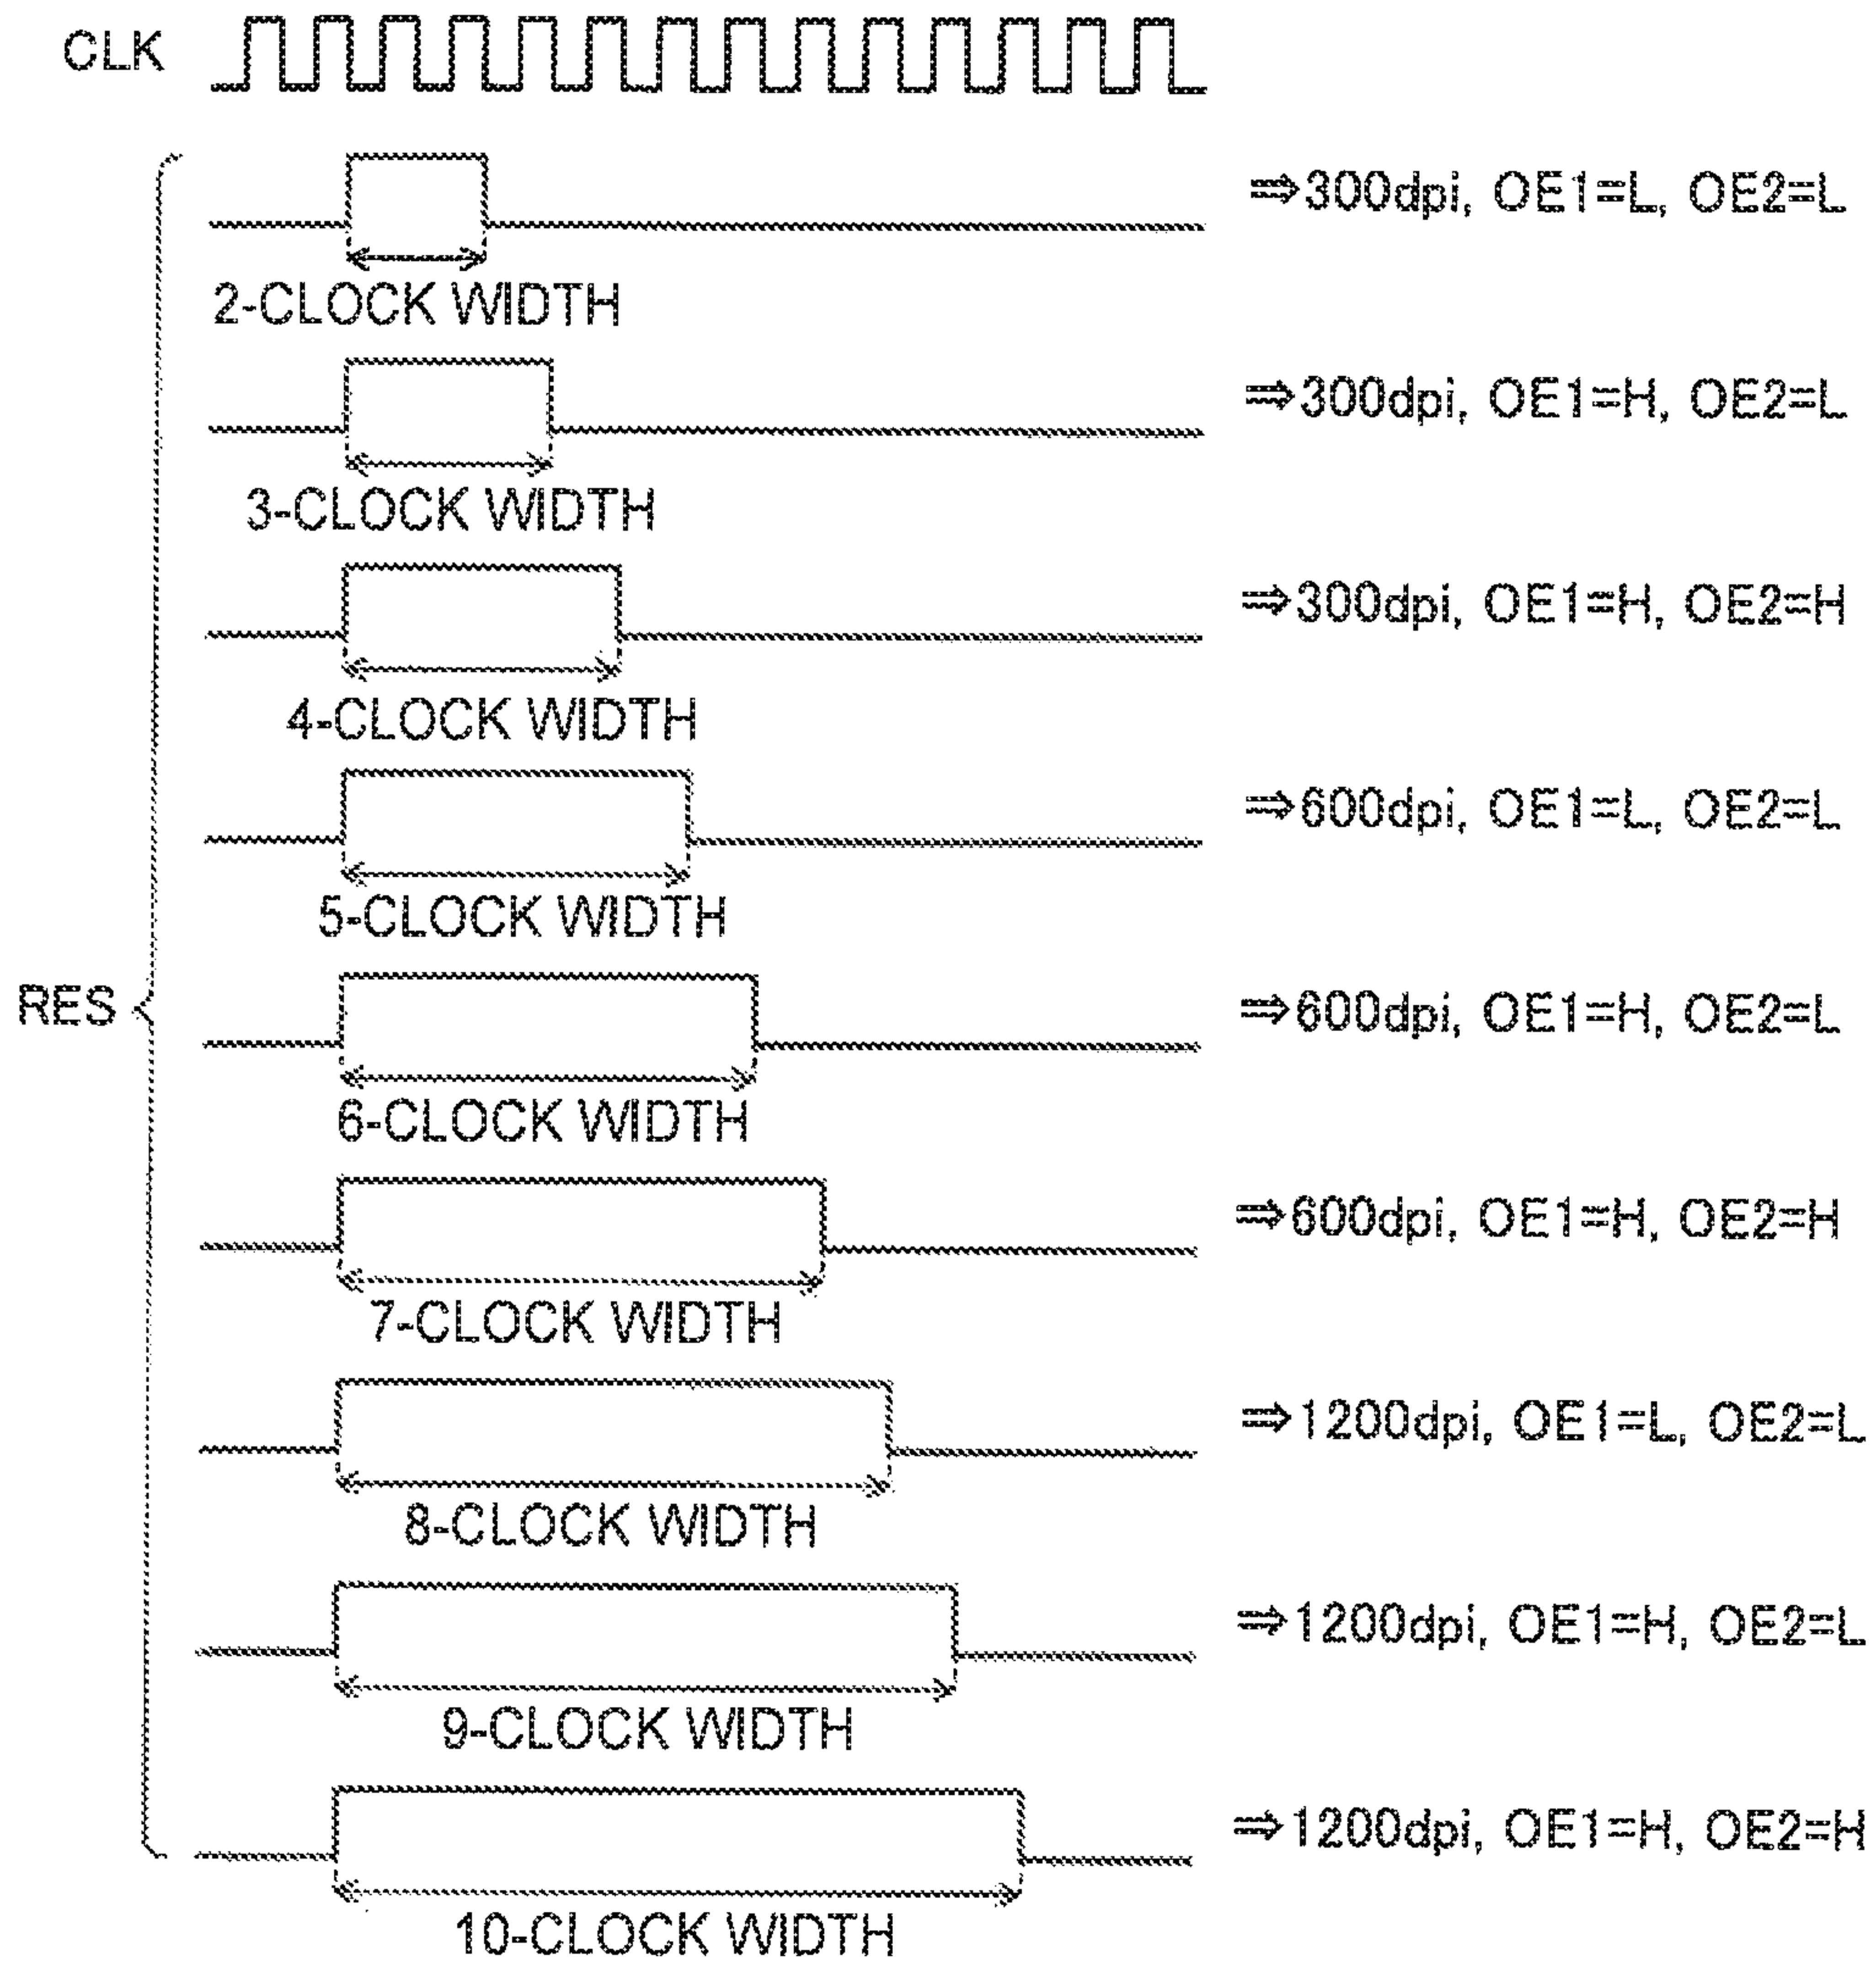 CLK
⇒300dpi, OE1=L, OE2=L
2-CLOCK WIDTH
⇒300dpi, OE1=H, OE2=L
3-CLOCK WIDTH
⇒300dpi, OE1=H, OE2=H
4-CLOCK WIDTH
⇒600dpi, OE1=L, OE2=L
5-CLOCK WIDTH
RES
⇒600dpi, OE1=H, OE2=L
6-CLOCK WIDTH
⇒600dpi, OE1=H, OE2=H
7-CLOCK WIDTH
⇒1200dpi, OE1=L, OE2=L
8-CLOCK WIDTH
⇒1200dpi, OE1=H, OE2=L
9-CLOCK WIDTH
⇒1200dpi, OE1=H, OE2=H
10-CLOCK WIDTH